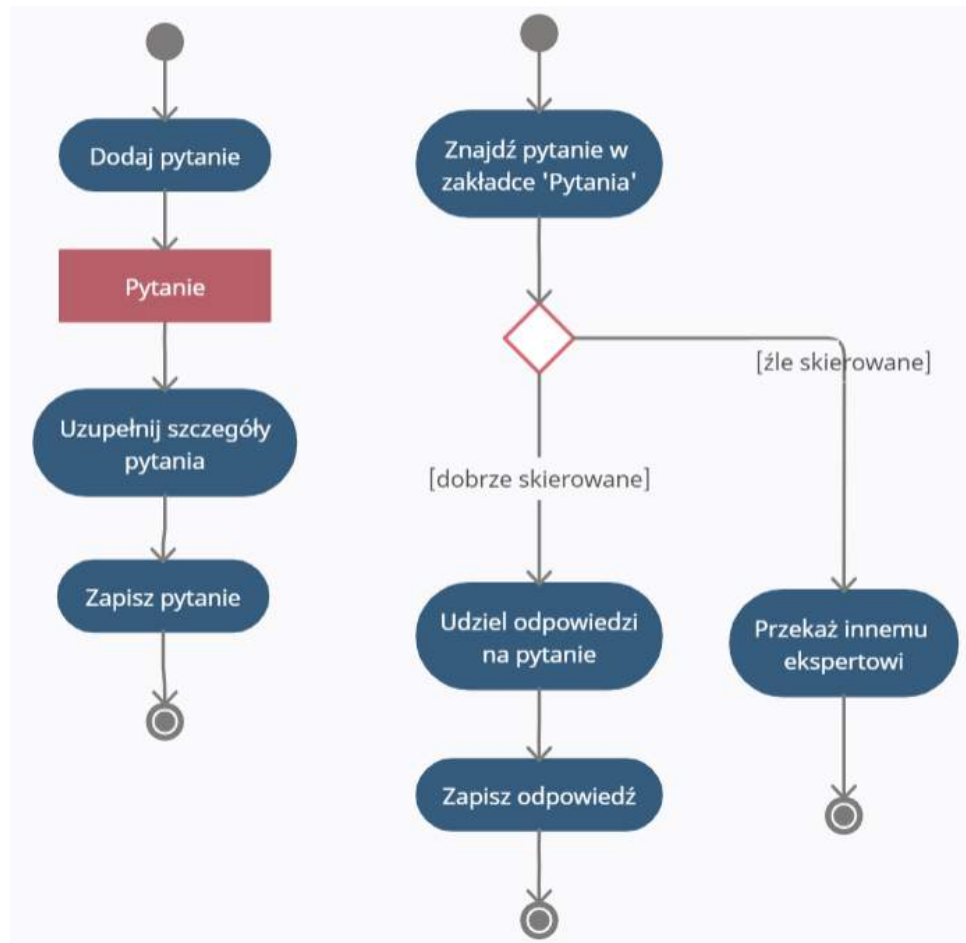 Dodaj pytanie
Pytanie
Uzupełnij szczegóły
pytania
Zapisz pytanie
Znajdź pytanie w
zakładce 'Pytania'
[źle skierowane]
[dobrze skierowane]
Udziel odpowiedzi
na pytanie
Przekaż innemu
ekspertowi
Zapisz odpowiedź